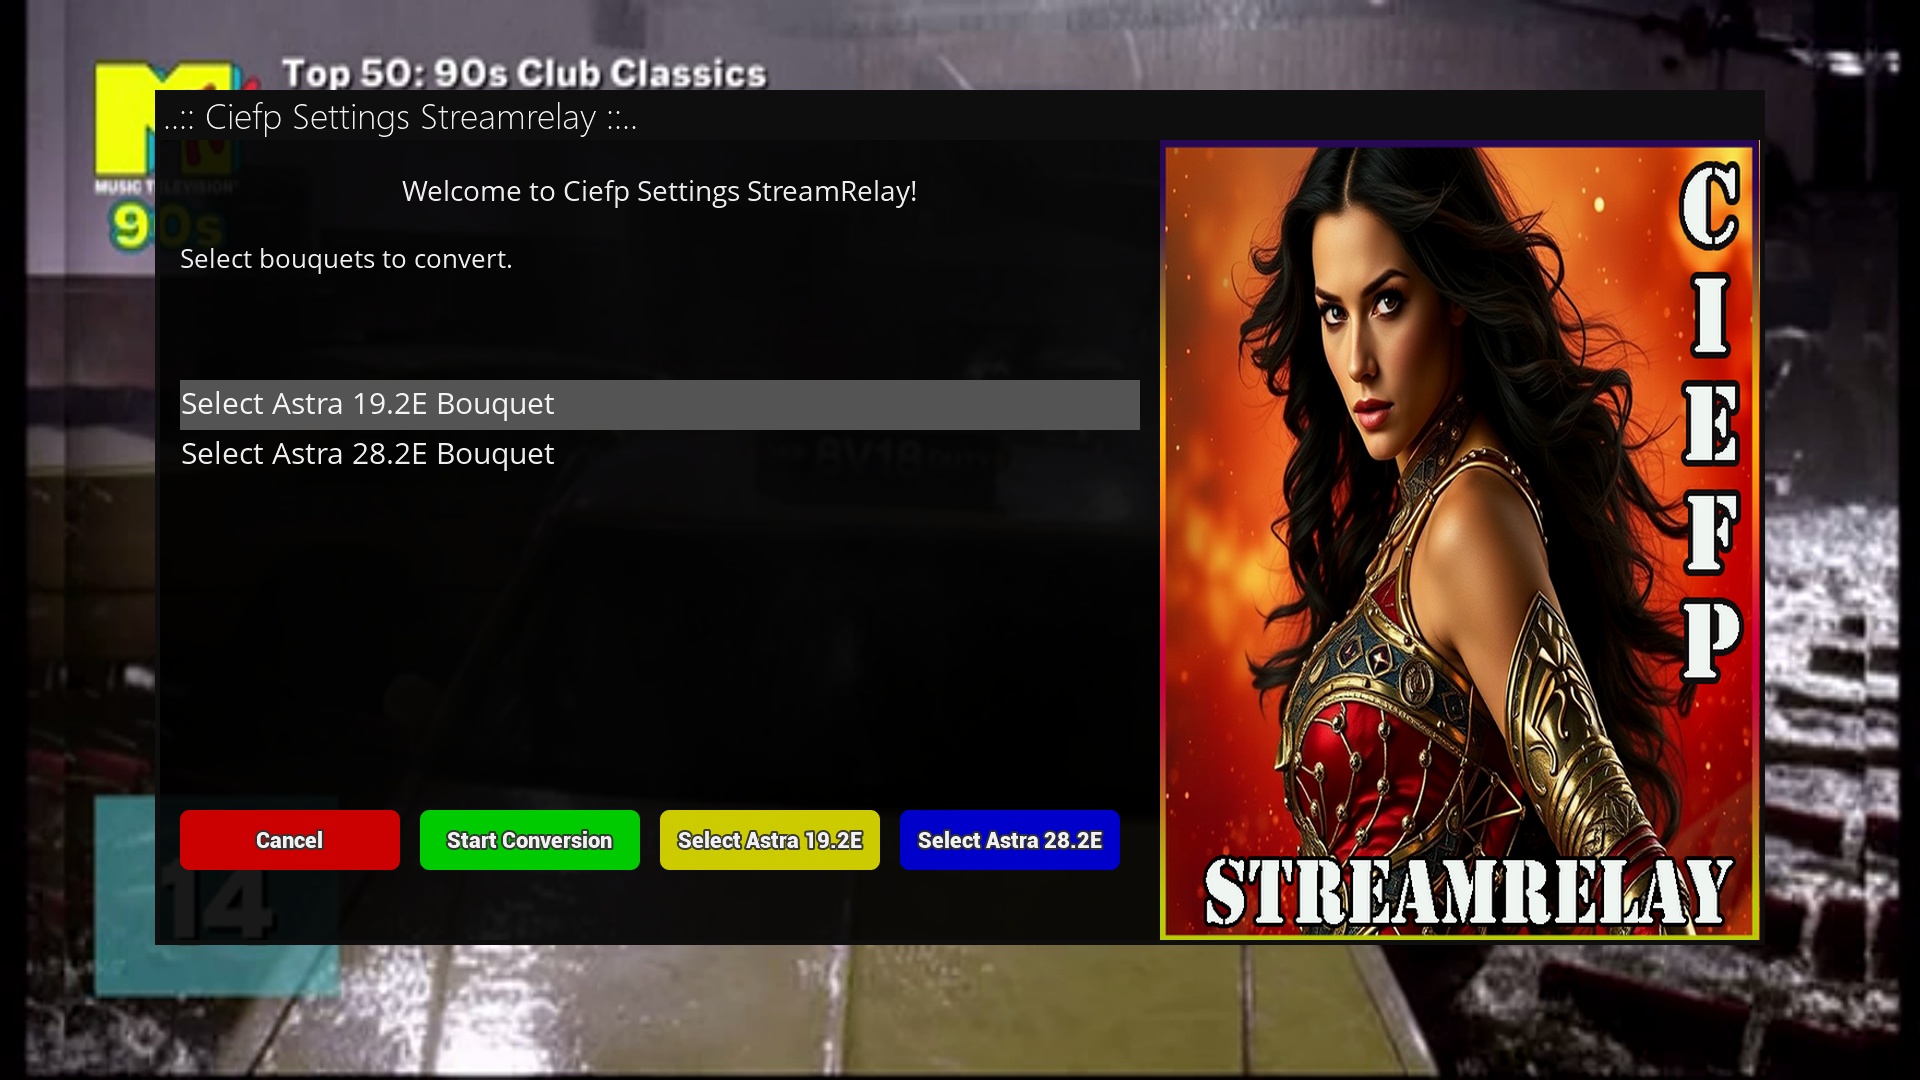 Top 50: 90s Club Classics
..:: Ciefp Settings Streamrelay ::..
MUSIC TELEVISION
90s
Welcome to Ciefp Settings StreamRelay!
Select bouquets to convert.
Select Astra 19.2E Bouquet
Select Astra 28.2E Bouquet
Cancel
Start Conversion
Select Astra 19.2E
Select Astra 28.2E
14
CIEFP
STREAMRELAY